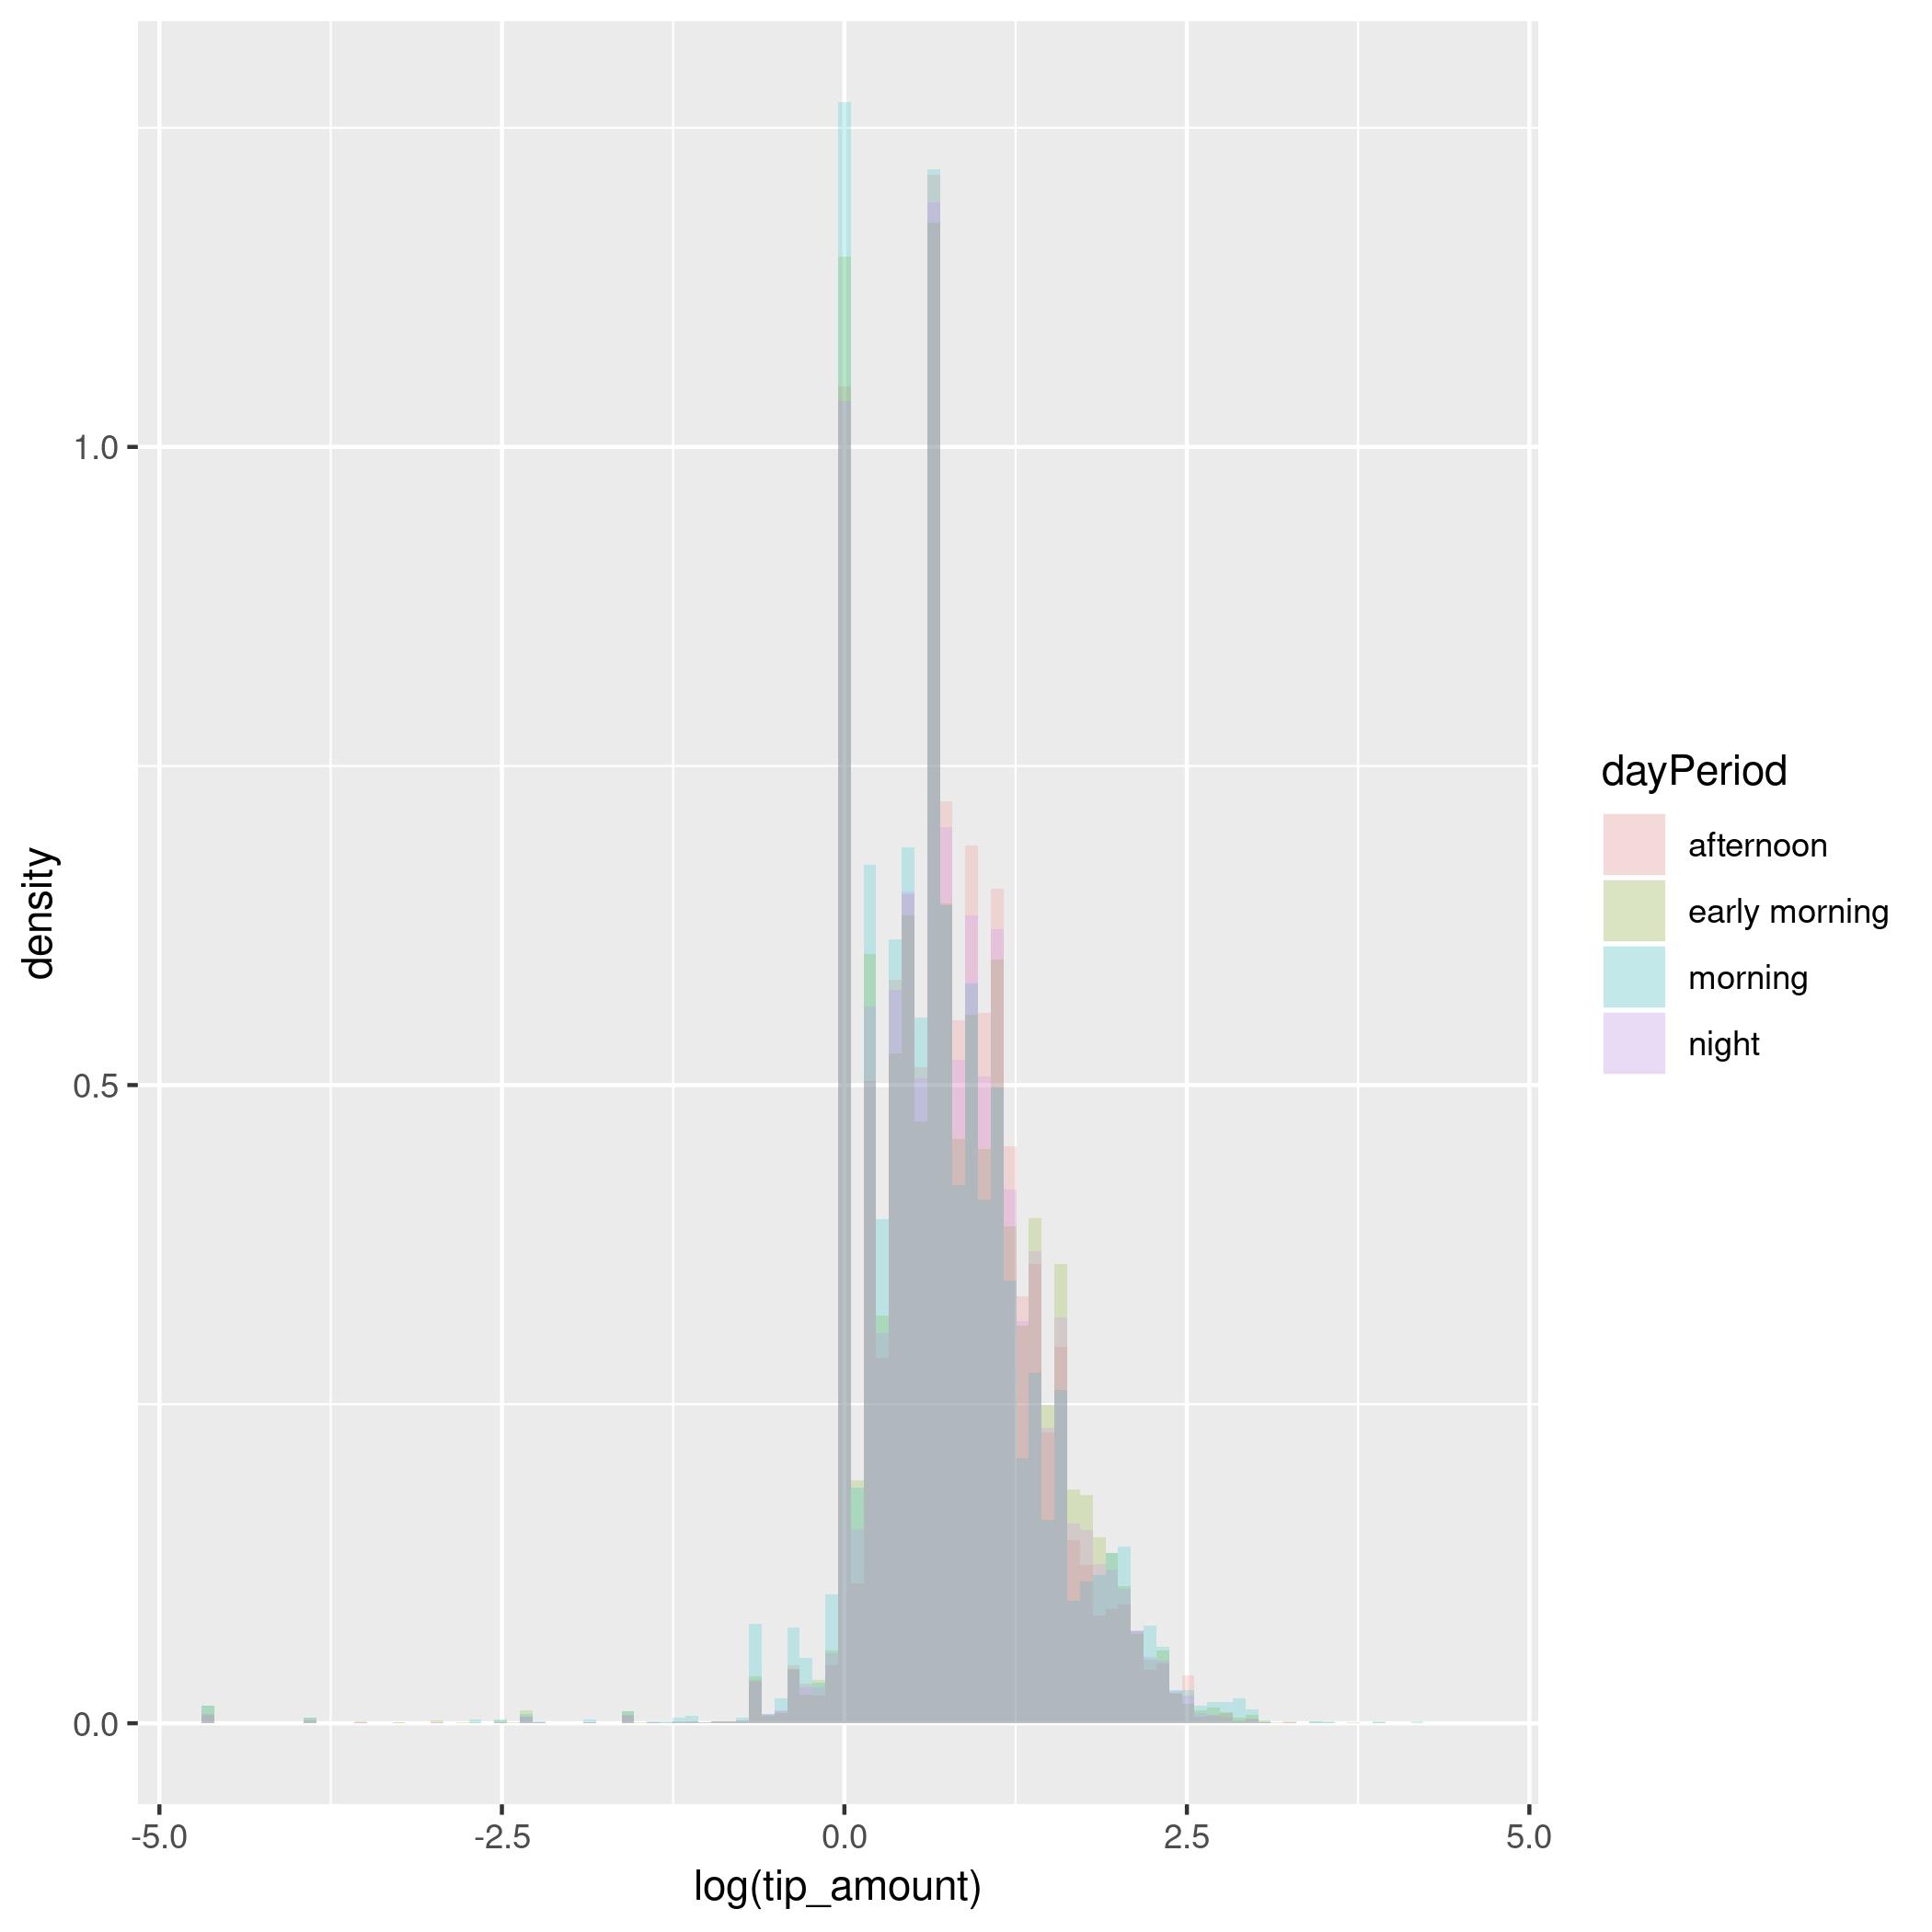 1.0
0.5
0.0
density
-5.0
-2.5
0.0
2.5
5.0
log(tip_amount)
dayPeriod
afternoon
early morning
morning
night